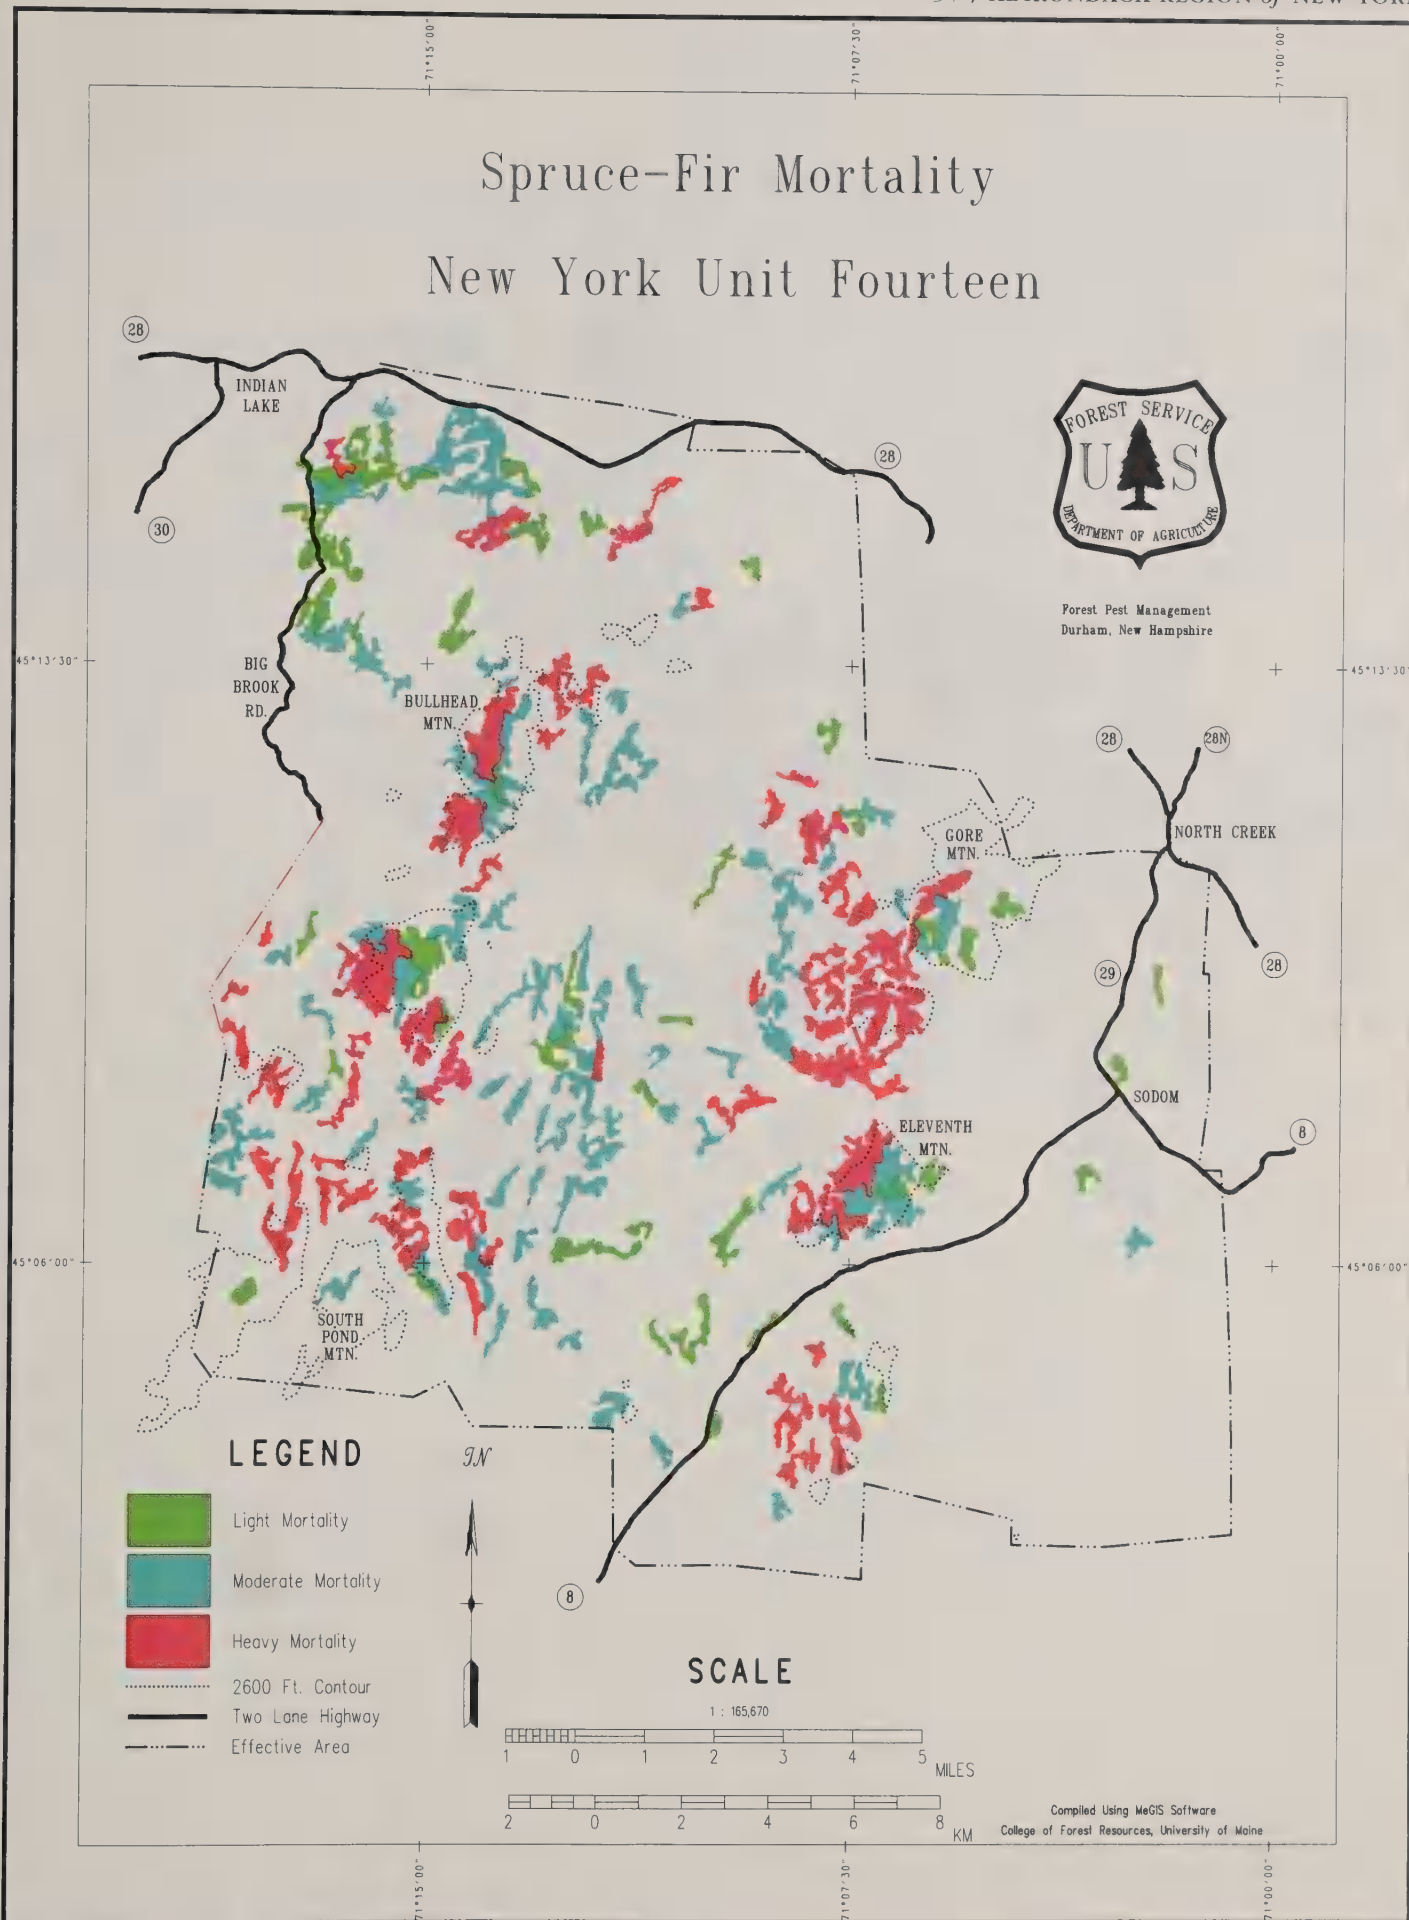 ADIRONDACK REGION of NEW YORK
71°15'00"
71°07'30"
71°00'00"
Spruce-Fir Mortality
New York Unit Fourteen
28
INDIAN
LAKE
30
28
FOREST SERVICE
U S
DEPARTMENT OF AGRICULTURE
Forest Pest Management
Durham, New Hampshire
45°13'30"
45°13'30"
BIG
BROOK
RD.
BULLHEAD
MTN.
28
28N
GORE
MTN.
NORTH CREEK
29
28
SODOM
ELEVENTH
MTN.
8
45°06'00"
45°06'00"
SOUTH
POND
MTN.
LEGEND
TN
Light Mortality
Moderate Mortality
Heavy Mortality
2600 Ft. Contour
Two Lane Highway
Effective Area
8
SCALE
1 : 165,670
1 0 1 2 3 4 5
MILES
2 0 2 4 6 8
KM
Compiled Using MeGIS Software
College of Forest Resources, University of Maine
71°15'00"
71°07'30"
71°00'00"